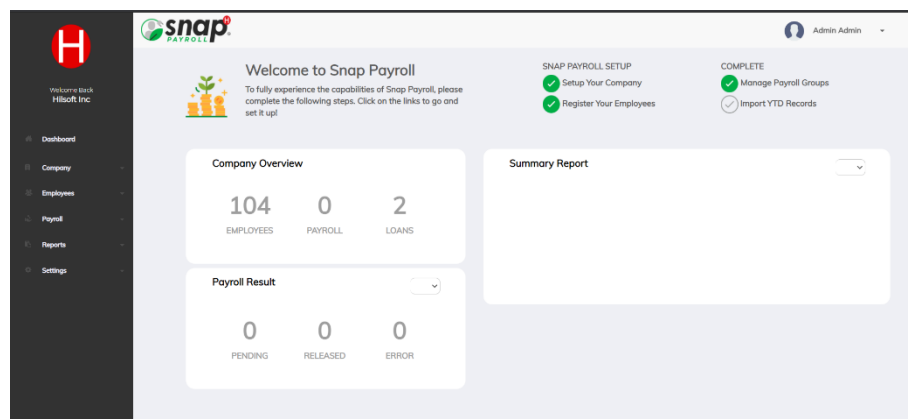 H
Welcome Back
Hilsoft Inc
Dashboard
Company
Employees
Payroll
Reports
Settings
snap H
PAYROLL
Admin Admin
Welcome to Snap Payroll
To fully experience the capabilities of Snap Payroll, please
complete the following steps. Click on the links to go and
set it up!
SNAP PAYROLL SETUP
Setup Your Company
Register Your Employees
COMPLETE
Manage Payroll Groups
Import YTD Records
Company Overview
104 0 2
EMPLOYEES PAYROLL LOANS
Payroll Result
0 0 0
PENDING RELEASED ERROR
Summary Report